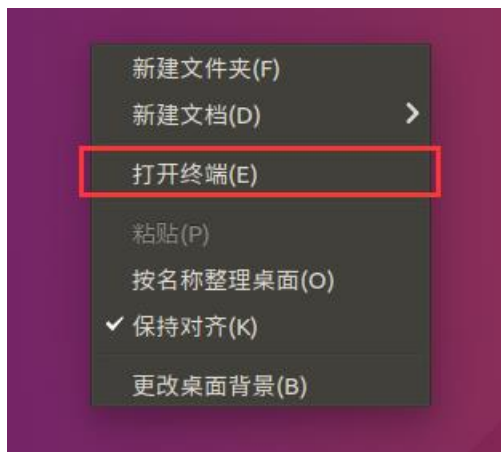 新建文件夹(F)
新建文档(D)
打开终端(E)
粘贴(P)
按名称整理桌面(O)
保持对齐(K)
更改桌面背景(B)